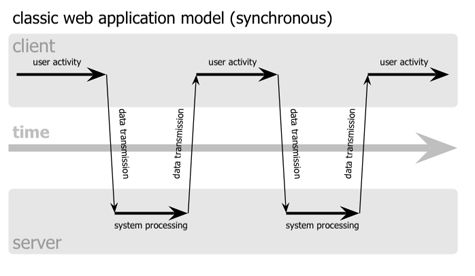 classic web application model (synchronous)
client
user activity
user activity
user activity
data transmission
data transmission
data transmission
data transmission
time
system processing
system processing
server